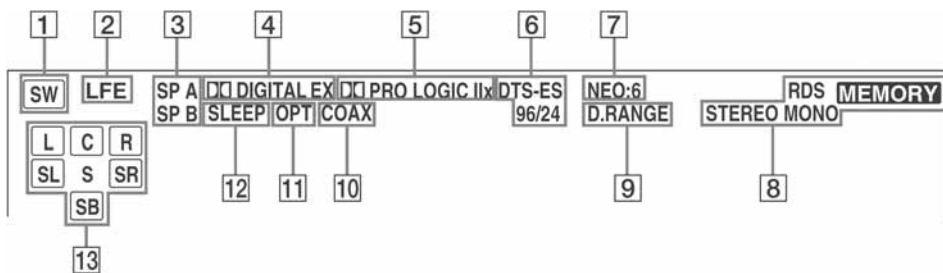 1 2 3 4 5 6 7
SW LFE SP A DIGITAL EX PRO LOGIC IIx DTS-ES NEO:6 RDS MEMORY
SP B SLEEP OPT COAX 96/24 D.RANGE STEREO MONO
L C R
SL S SR
SB
12 11 10 9 8
13